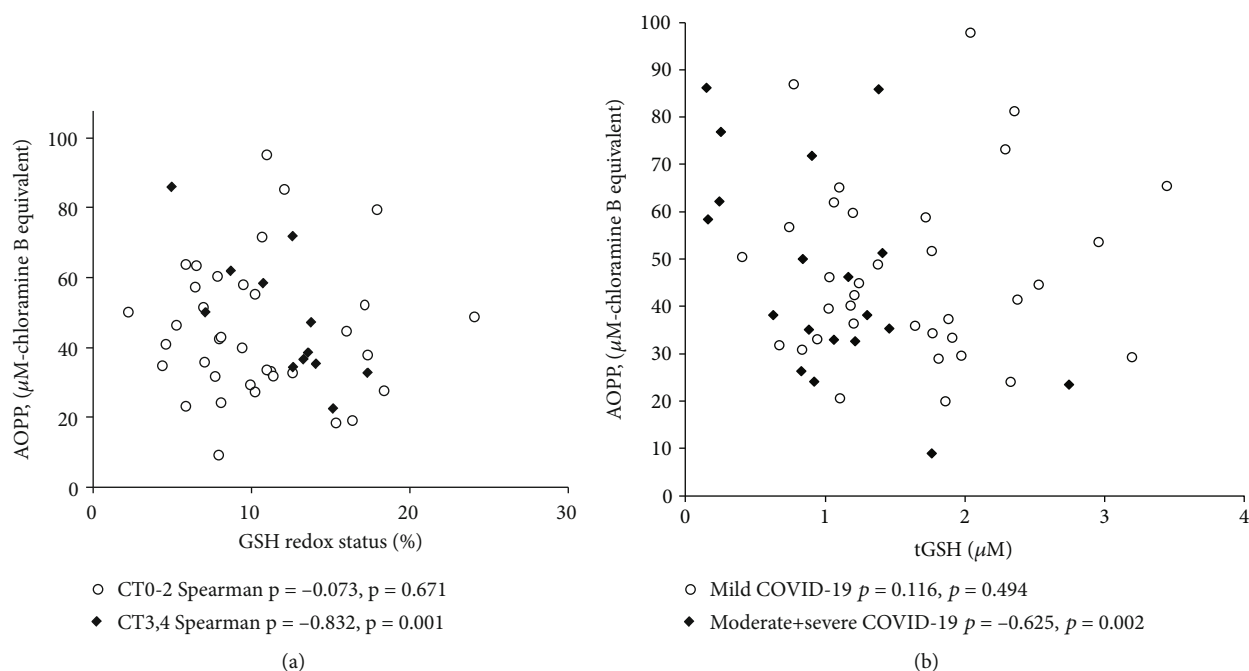 100
80
60
40
20
0
AOPP, (μM-chloramine B equivalent)
0 10 20 30
GSH redox status (%)
CT0-2 Spearman p = –0.073, p = 0.671
CT3,4 Spearman p = –0.832, p = 0.001
(a)
100
90
80
70
60
50
40
30
20
10
0
AOPP, (μM-chloramine B equivalent)
0 1 2 3 4
tGSH (μM)
Mild COVID-19 p = 0.116, p = 0.494
Moderate+severe COVID-19 p = –0.625, p = 0.002
(b)